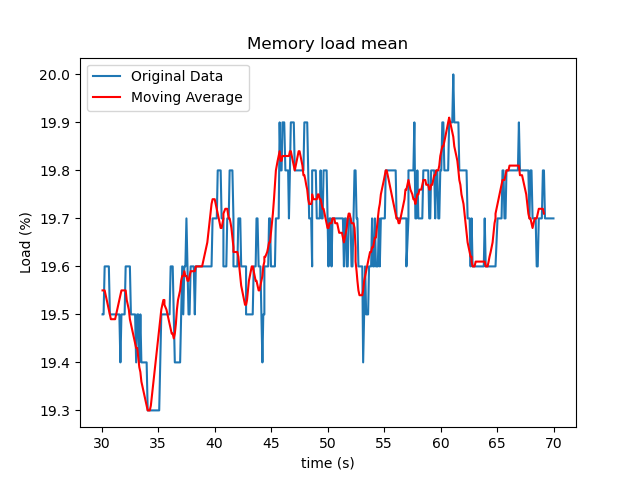 Memory load mean
Original Data
Moving Average
Load (%)
20.0
19.9
19.8
19.7
19.6
19.5
19.4
19.3
30 35 40 45 50 55 60 65 70
time (s)